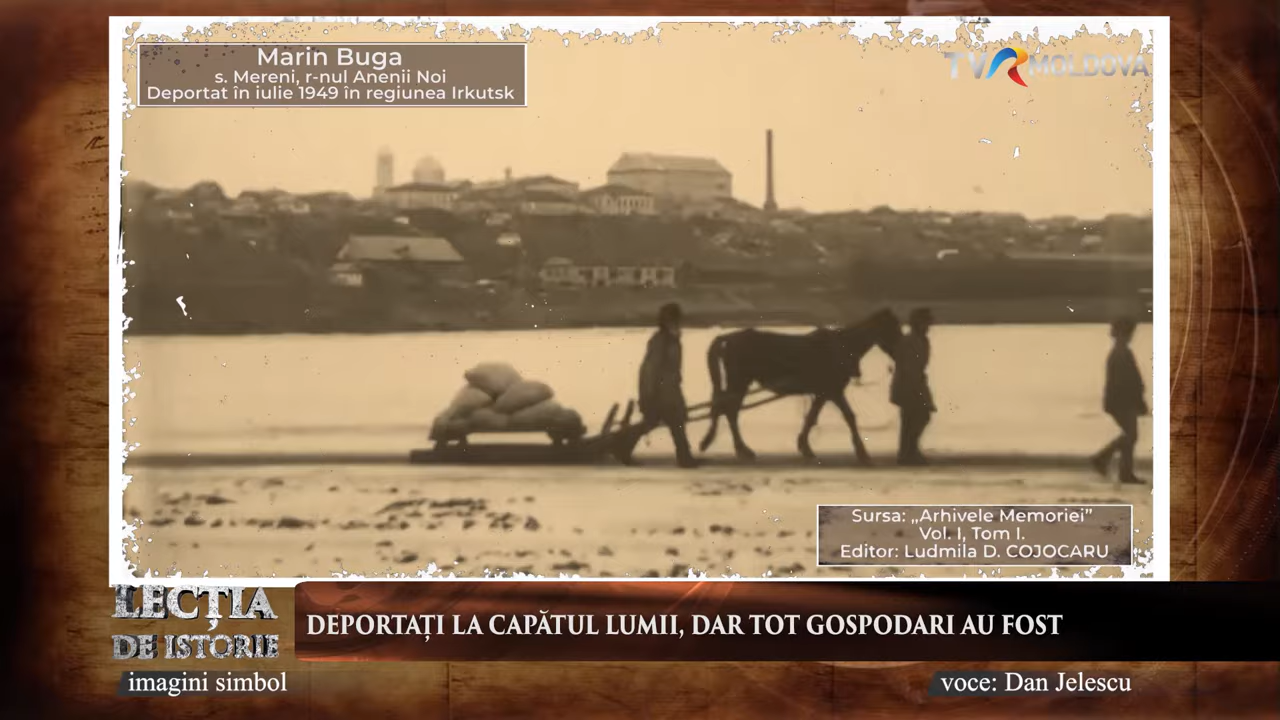 Marin Buga
s. Mereni, r-nul Anenii Noi
Deportat în iulie 1949 în regiunea Irkutsk
TVR MOLDOVA
Sursa: „Arhivele Memoriei”
Vol. I, Tom I.
Editor: Ludmila D. COJOCARU
LECȚIA
DE ISTORIE
DEPORTAȚI LA CAPĂTUL LUMII, DAR TOT GOSPODARI AU FOST
imagini simbol
voce: Dan Jelescu